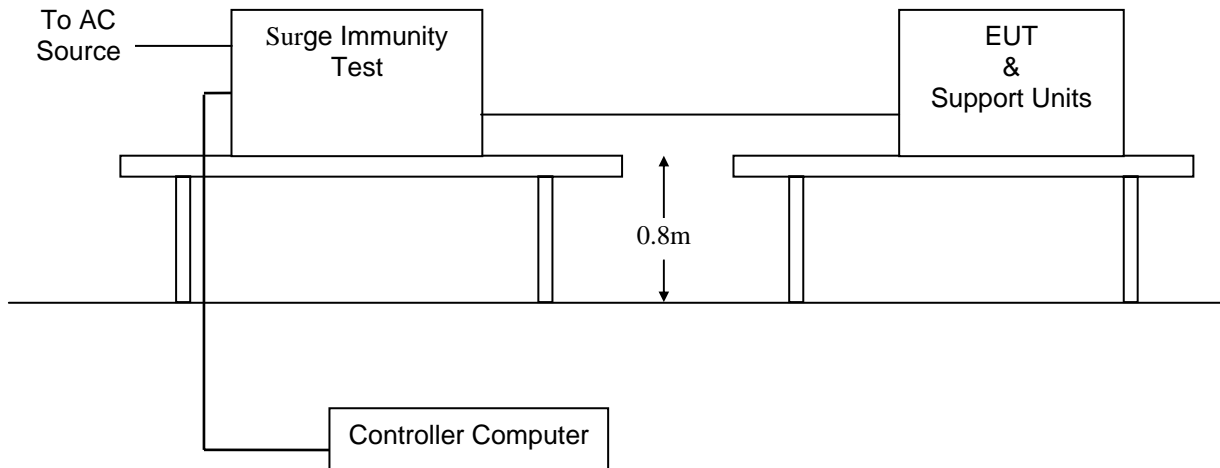 To AC
Source
Surge Immunity
Test
EUT
&
Support Units
0.8m
Controller Computer